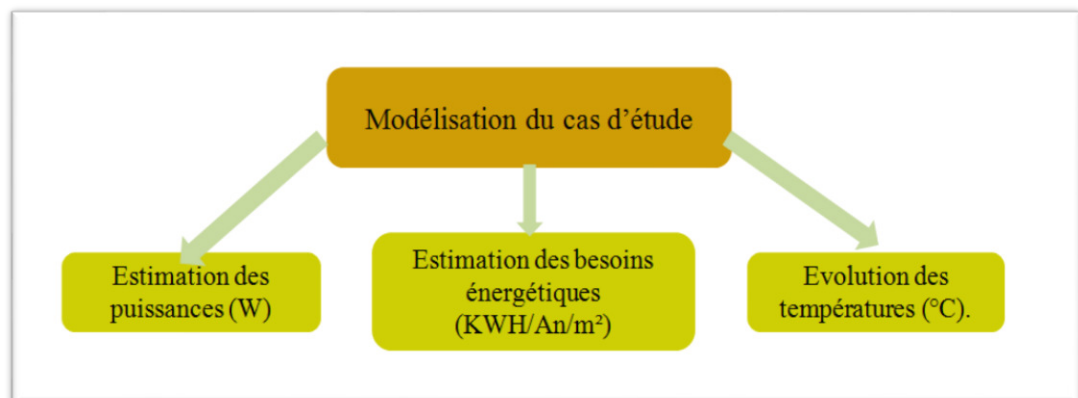 Modélisation du cas d’étude
Estimation des
puissances (W)
Estimation des besoins
énergétiques
(KWH/An/m²)
Evolution des
températures (°C).